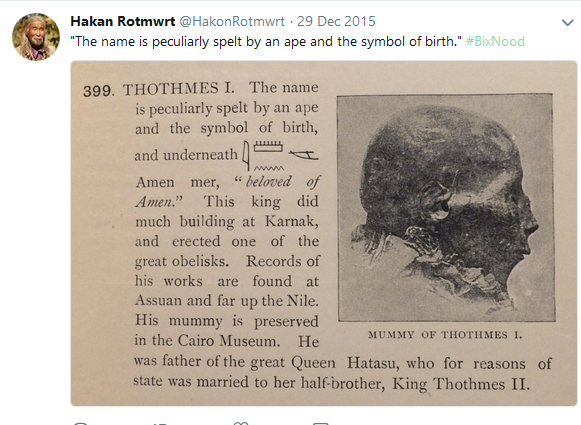 Hakan Rotmwrt @HakonRotmwrt · 29 Dec 2015
"The name is peculiarly spelt by an ape and the symbol of birth." #BixNood
399. THOTHMES I. The name
is peculiarly spelt by an ape
and the symbol of birth,
and underneath
Amen mer, "beloved of
Amen." This king did
much building at Karnak,
and erected one of the
great obelisks. Records of
his works are found at
Assuan and far up the Nile.
His mummy is preserved
in the Cairo Museum. He
was father of the great Queen Hatasu, who for reasons of
state was married to her half-brother, King Thothmes II.
MUMMY OF THOTHMES I.